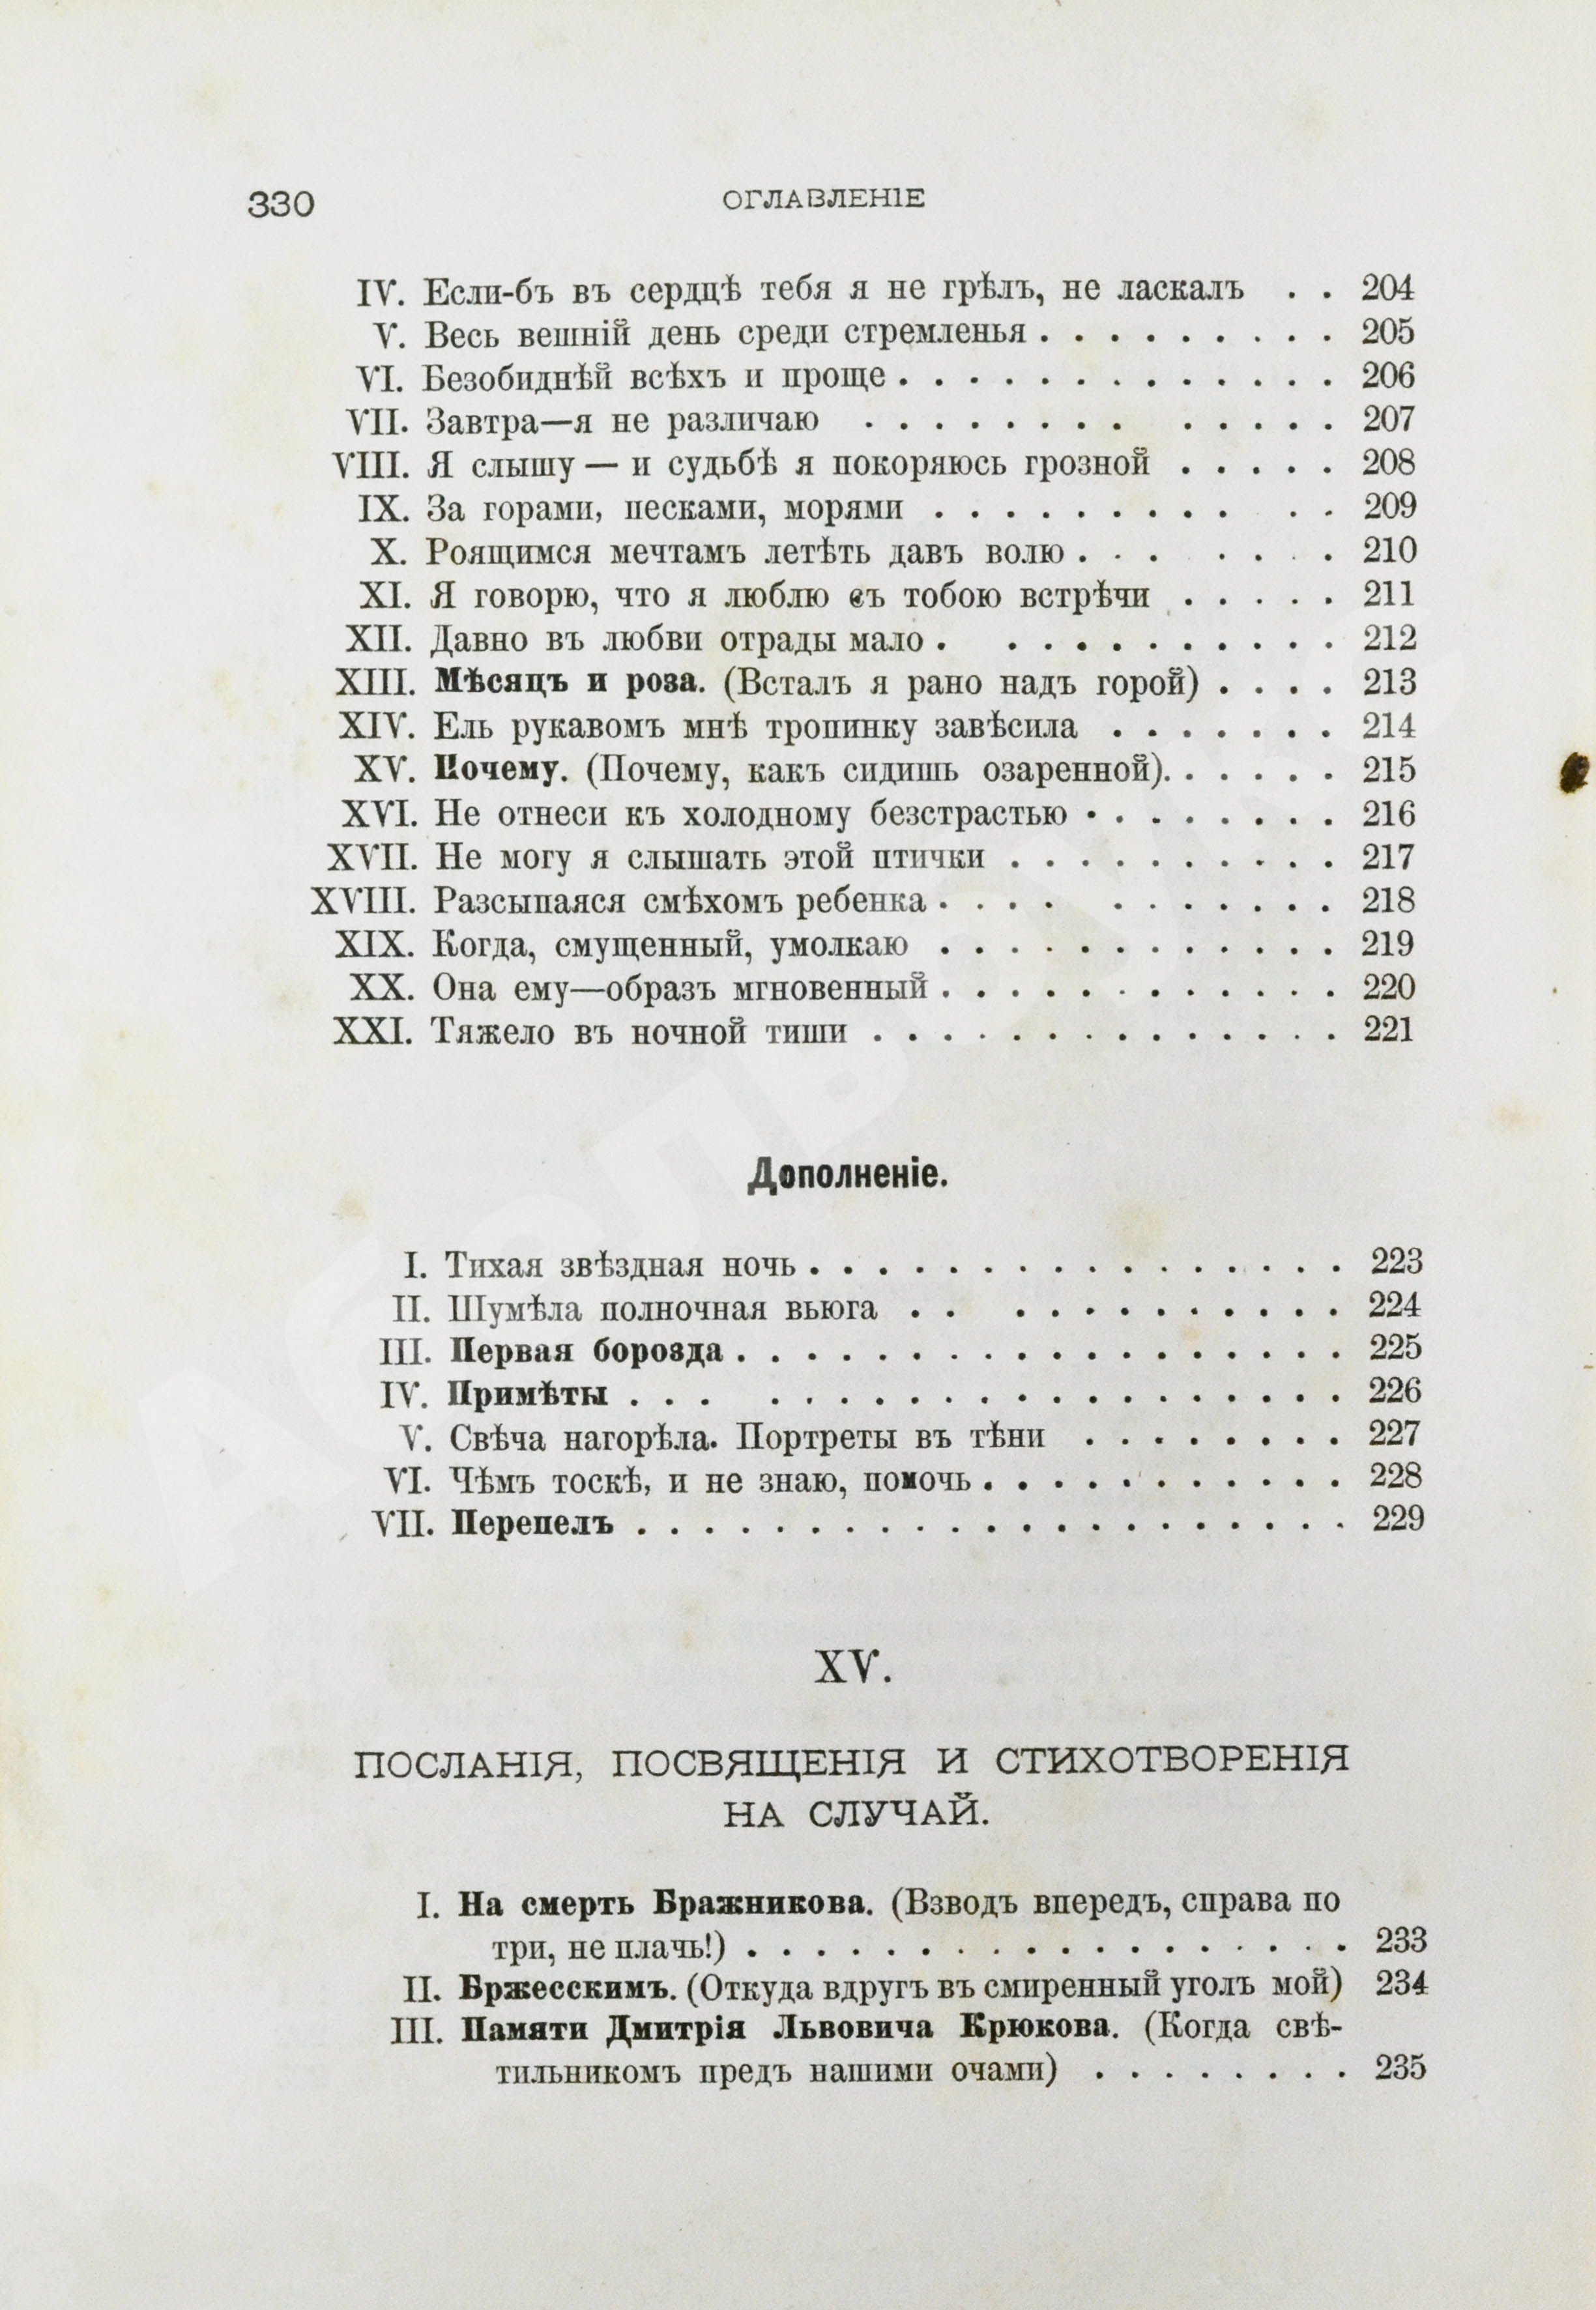 330
ОГЛАВЛЕНІЕ
IV. Если-бъ въ сердцѣ тебя я не грѣлъ, не ласкалъ . . 204
V. Весь вешній день среди стремленья . . . . . . . . . 205
VI. Безобиднѣй всѣхъ и проще . . . . . . . . . . . . . 206
VII. Завтра—я не различаю . . . . . . . . . . . . . 207
VIII. Я слышу — и судьбѣ я покоряюсь грозной . . . . . 208
IX. За горами, песками, морями . . . . . . . . . . . 209
X. Роящимся мечтамъ летѣть давъ волю . . . . . . . 210
XI. Я говорю, что я люблю съ тобою встрѣчи . . . . . 211
XII. Давно въ любви отрады мало . . . . . . . . . . . 212
XIII. Мѣсяцъ и роза. (Всталъ я рано надъ горой) . . . . 213
XIV. Ель рукавомъ мнѣ тропинку завѣсила . . . . . . . 214
XV. Почему. (Почему, какъ сидишь озаренной). . . . . . 215
XVI. Не отнеси къ холодному безстрастью . . . . . . . . 216
XVII. Не могу я слышать этой птички . . . . . . . . . . 217
XVIII. Разсыпаяся смѣхомъ ребенка . . . . . . . . . . . 218
XIX. Когда, смущенный, умолкаю . . . . . . . . . . . . 219
XX. Она ему—образъ мгновенный . . . . . . . . . . . . 220
XXI. Тяжело въ ночной тиши . . . . . . . . . . . . . . 221
Дополненіе.
I. Тихая звѣздная ночь . . . . . . . . . . . . . . . . 223
II. Шумѣла полночная вьюга . . . . . . . . . . . . 224
III. Первая борозда . . . . . . . . . . . . . . . . . . 225
IV. Примѣты . . . . . . . . . . . . . . . . . . . . 226
V. Свѣча нагорѣла. Портреты въ тѣни . . . . . . . . 227
VI. Чѣмъ тоскѣ, и не знаю, помочь . . . . . . . . . . . 228
VII. Перепелъ . . . . . . . . . . . . . . . . . . . . . 229
XV.
ПОСЛАНІЯ, ПОСВЯЩЕНІЯ И СТИХОТВОРЕНІЯ
НА СЛУЧАЙ.
I. На смерть Бражникова. (Взводъ впередъ, справа по
три, не плачь!) . . . . . . . . . . . . . . . . . . 233
II. Бржесскимъ. (Откуда вдругъ въ смиренный уголъ мой) 234
III. Памяти Дмитрія Львовича Крюкова. (Когда свѣ-
тильникомъ предъ нашими очами) . . . . . . . . 235